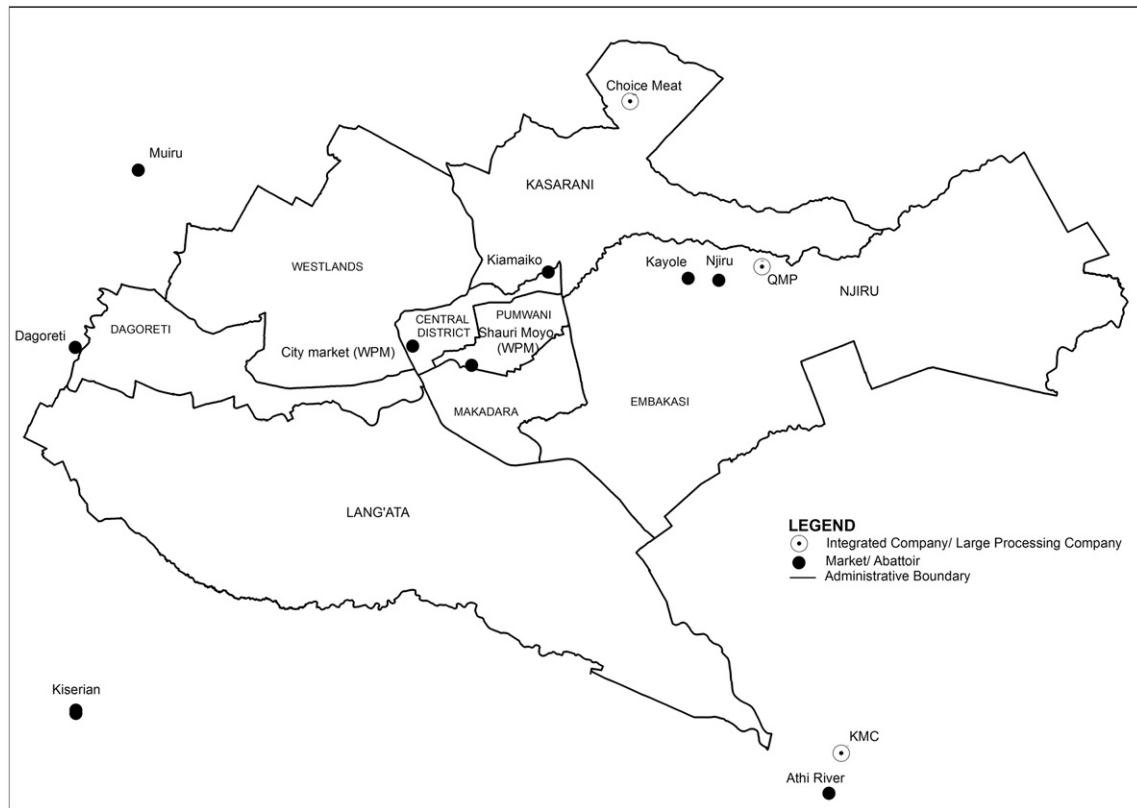 Choice Meat
Muiru
KASARANI
WESTLANDS
Kiamaiko
Kayole
Njiru
QMP
NJIRU
DAGORETI
Dagoreti
CENTRAL
DISTRICT
PUMWANI
Shauri Moyo
(WPM)
City market (WPM)
MAKADARA
EMBAKASI
LANG'ATA
LEGEND
Integrated Company/ Large Processing Company
Market/ Abattoir
Administrative Boundary
Kiserian
KMC
Athi River